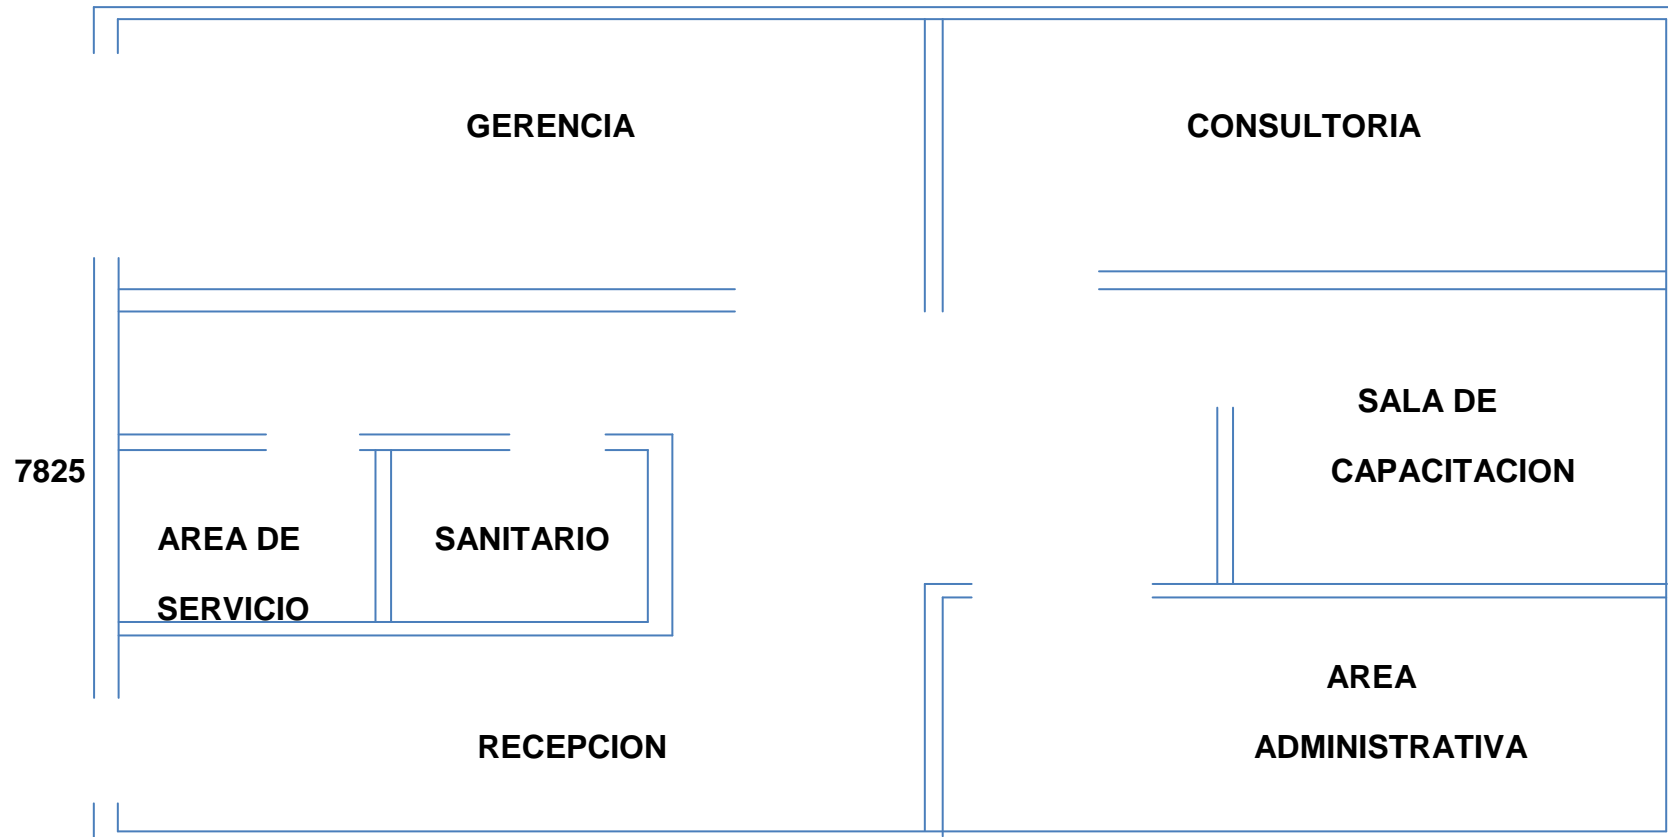 GERENCIA
CONSULTORIA
SALA DE
CAPACITACION
7825
AREA DE
SERVICIO
SANITARIO
AREA
ADMINISTRATIVA
RECEPCION